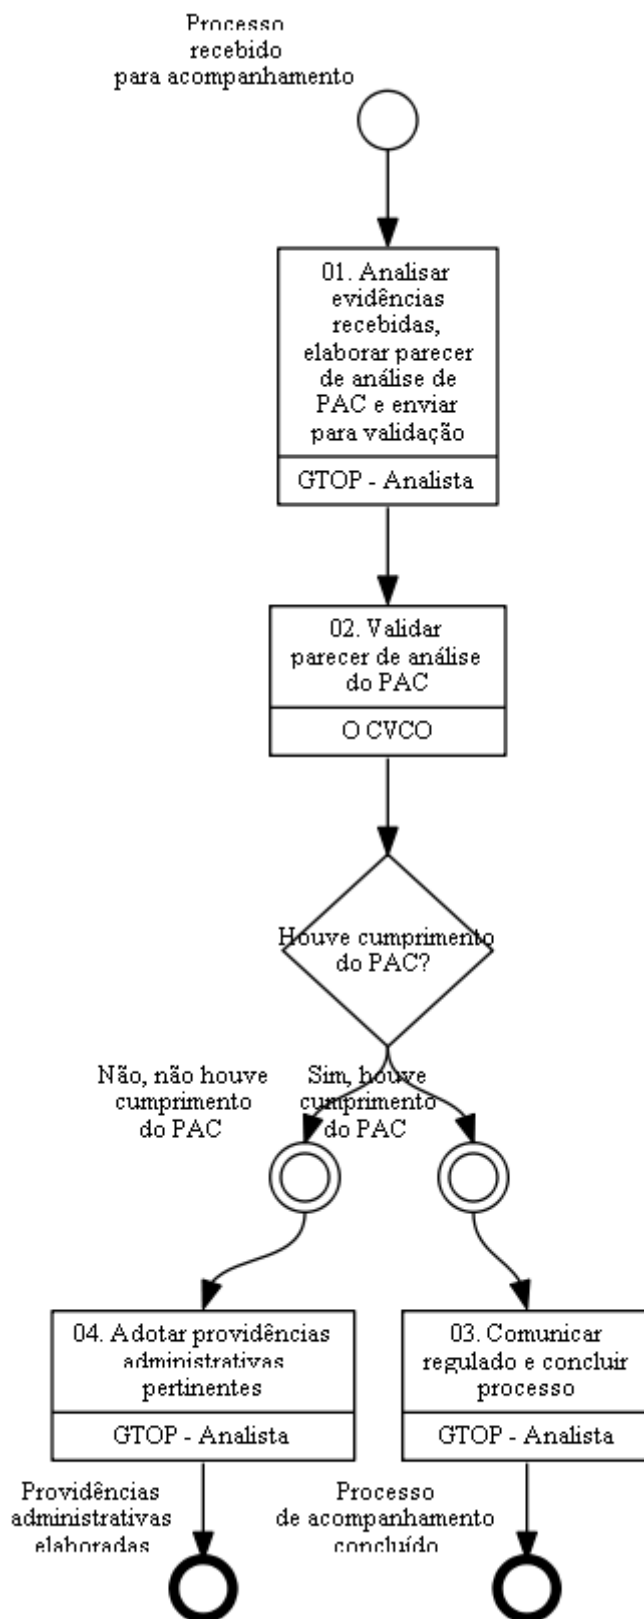 Processo
recebido
para acompanhamento
01. Analisar
evidências
recebidas,
elaborar parecer
de análise de
PAC e enviar
para validação
GTOP - Analista
02. Validar
parecer de análise
do PAC
O CVCO
Houve cumprimento
do PAC?
Não, não houve
cumprimento
do PAC
Sim, houve
cumprimento
do PAC
04. Adotar providências
administrativas
pertinentes
GTOP - Analista
03. Comunicar
regulado e concluir
processo
GTOP - Analista
Providências
administrativas
elaboradas
Processo
de acompanhamento
concluído